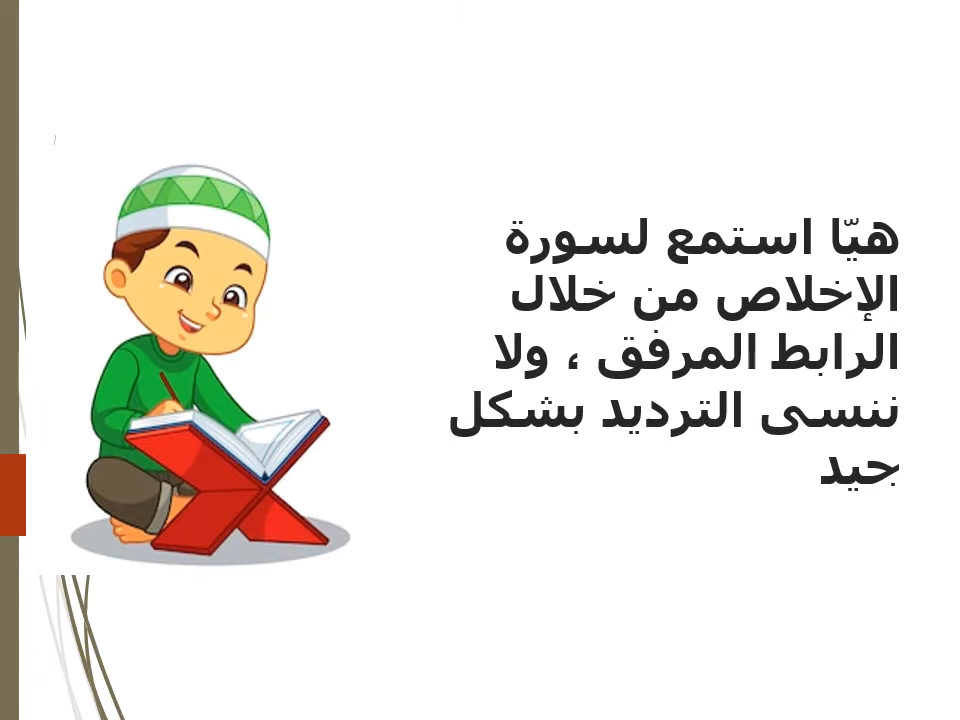 هيّا استمع لسورة
الإخلاص من خلال
الرابط المرفق ، ولا
ننسى الترديد بشكل
جيد